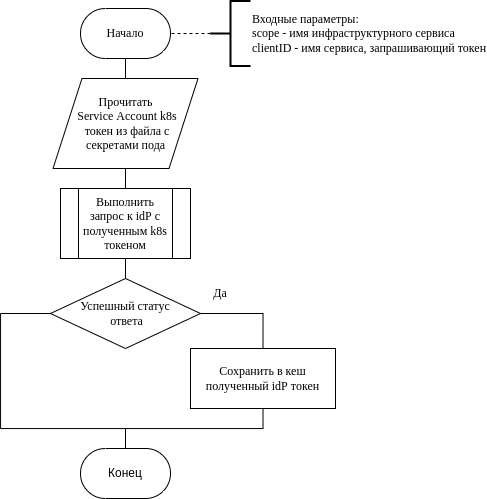 Начало
Входные параметры:
scope - имя инфраструктурного сервиса
clientID - имя сервиса, запрашивающий токен
Прочитать
Service Account k8s
токен из файла с
секретами пода
Выполнить
запрос к idP с
полученным k8s
токеном
Успешный статус
ответа
Да
Сохранить в кеш
полученный idP токен
Конец